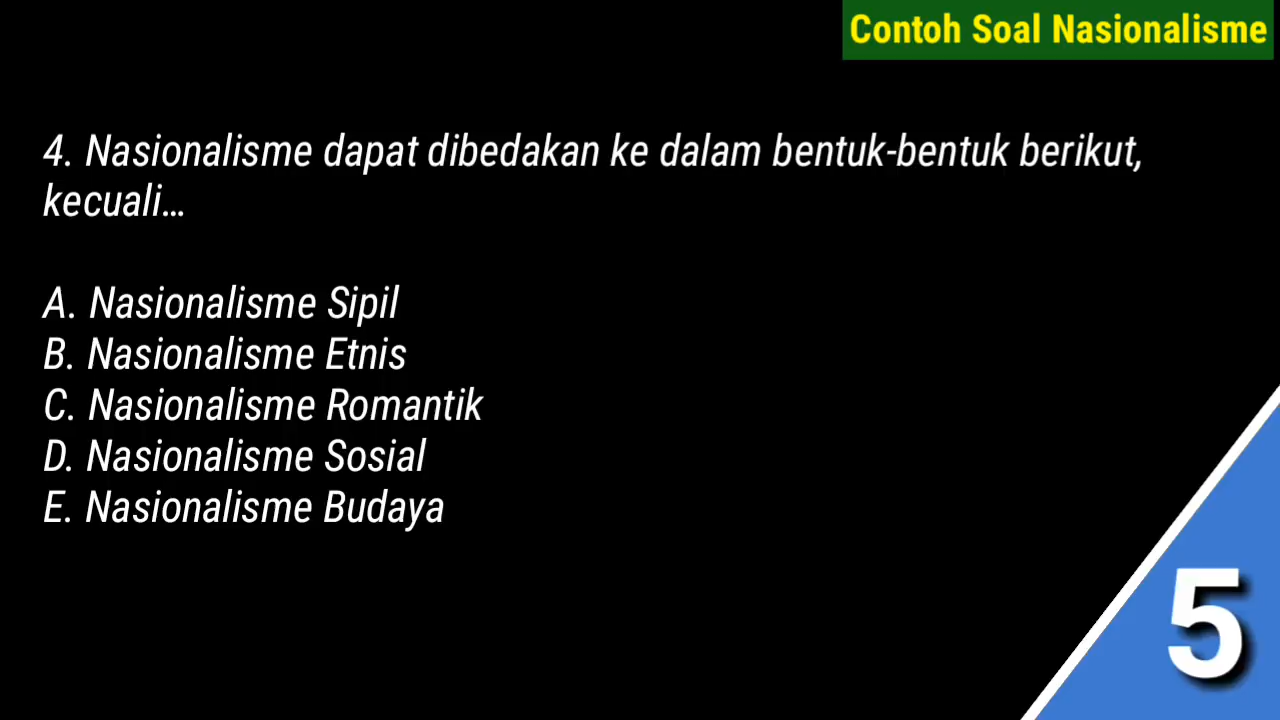 Contoh Soal Nasionalisme
4. Nasionalisme dapat dibedakan ke dalam bentuk-bentuk berikut,
kecuali...
A. Nasionalisme Sipil
B. Nasionalisme Etnis
C. Nasionalisme Romantik
D. Nasionalisme Sosial
E. Nasionalisme Budaya
5